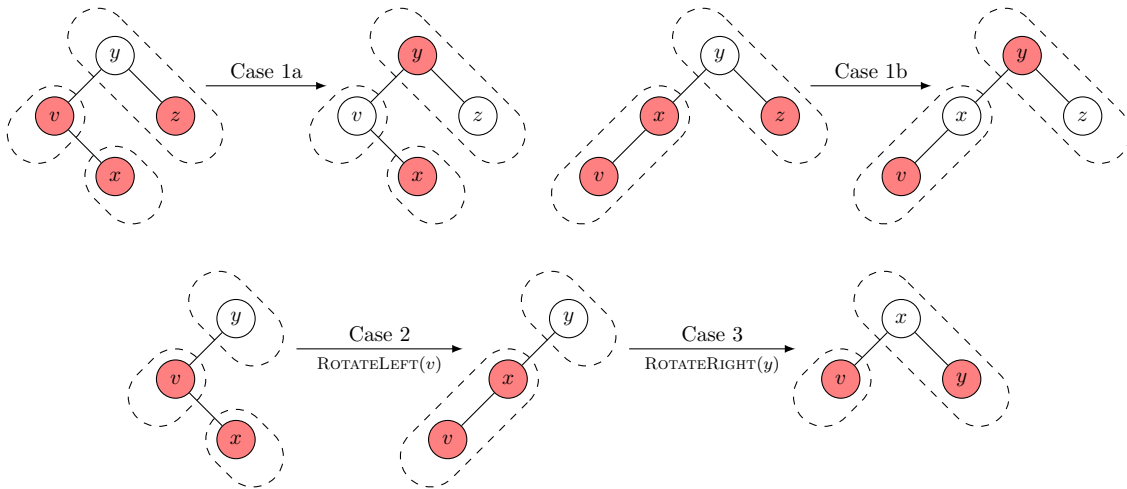 y
v
z
x
Case 1a
y
v
z
x
y
x
z
v
Case 1b
y
x
z
v
y
v
x
Case 2
ROTATELEFT(v)
y
x
v
Case 3
ROTATERIGHT(y)
x
v
y